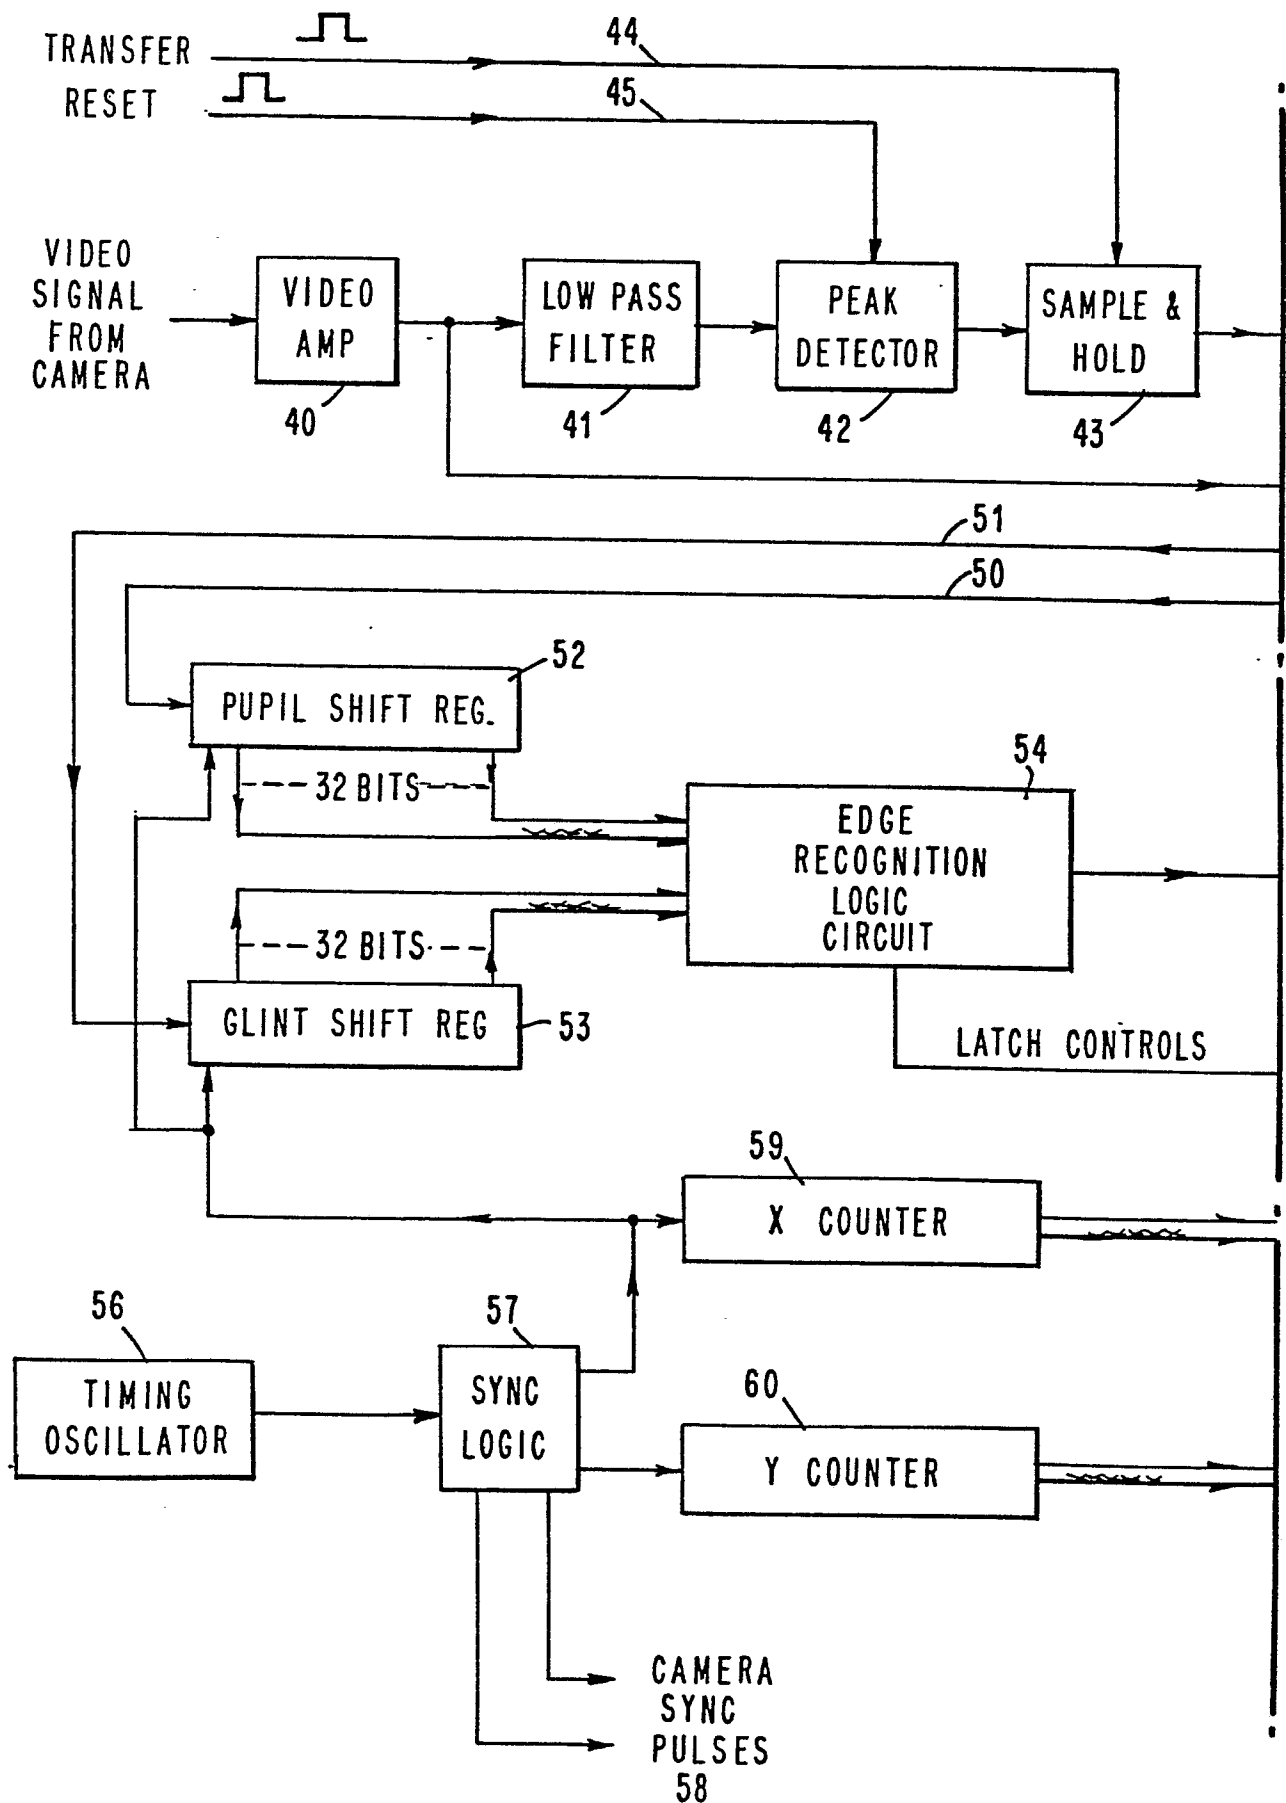 TRANSFER
44
RESET
45
VIDEO
SIGNAL
FROM
CAMERA
VIDEO
AMP
40
LOW PASS
FILTER
41
PEAK
DETECTOR
42
SAMPLE &
HOLD
43
51
50
PUPIL SHIFT REG.
52
32 BITS
EDGE
RECOGNITION
LOGIC
CIRCUIT
54
32 BITS
GLINT SHIFT REG
53
LATCH CONTROLS
59
X COUNTER
56
TIMING
OSCILLATOR
57
SYNC
LOGIC
60
Y COUNTER
CAMERA
SYNC
PULSES
58